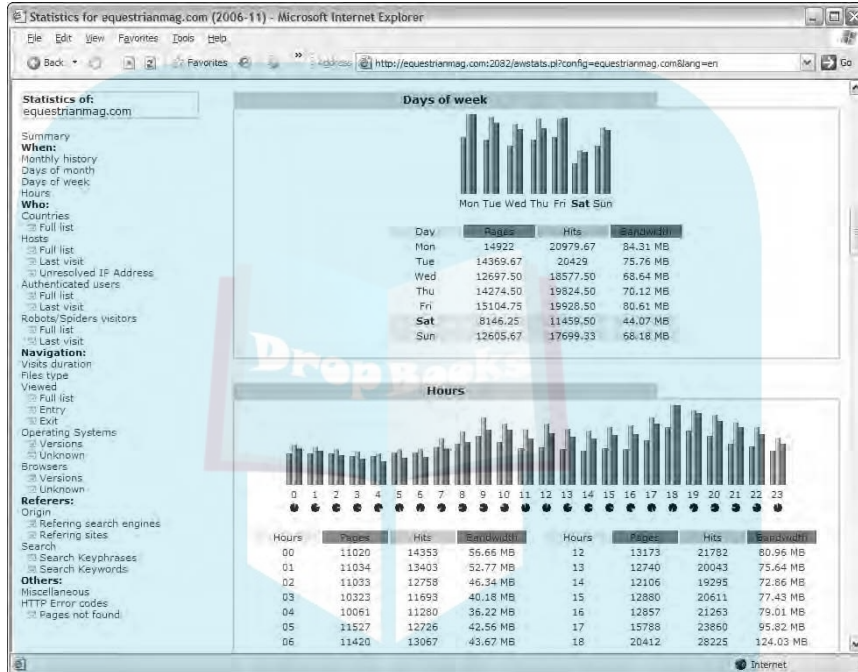 Statistics for equestrianmag.com (2006-11) - Microsoft Internet Explorer
File Edit View Favorites Tools Help
Back Favorites Address http://equestrianmag.com:2082/awstats.pl?config=equestrianmag.com&lang=en Go
Statistics of:
equestrianmag.com
Summary
When:
Monthly history
Days of month
Days of week
Hours
Who:
Countries
Full list
Hosts
Full list
Last visit
Unresolved IP Address
Authenticated users
Full list
Last visit
Robots/Spiders visitors
Full list
Last visit
Navigation:
Visits duration
Files type
Viewed
Full list
Entry
Exit
Operating Systems
Versions
Unknown
Browsers
Versions
Unknown
Referers:
Origin
Refering search engines
Refering sites
Search
Search Keyphrases
Search Keywords
Others:
Miscellaneous
HTTP Error codes
Pages not found
Days of week
Mon Tue Wed Thu Fri Sat Sun
Day Pages Hits Bandwidth
Mon 14922 20979.67 84.31 MB
Tue 14369.67 20429 75.76 MB
Wed 12697.50 18577.50 68.64 MB
Thu 14274.50 19824.50 70.12 MB
Fri 15104.75 19928.50 80.61 MB
Sat 8146.25 11459.50 44.07 MB
Sun 12605.67 17699.33 68.18 MB
DropBooks
Hours
0 1 2 3 4 5 6 7 8 9 10 11 12 13 14 15 16 17 18 19 20 21 22 23
Hours Pages Hits Bandwidth Hours Pages Hits Bandwidth
00 11020 14353 56.66 MB 12 13173 21782 80.96 MB
01 11034 13403 52.77 MB 13 12740 20043 75.64 MB
02 11033 12758 46.34 MB 14 12106 19295 72.86 MB
03 10323 11693 40.18 MB 15 12880 20611 77.43 MB
04 10061 11280 36.22 MB 16 12857 21263 79.01 MB
05 11527 12726 42.56 MB 17 15788 23860 95.82 MB
06 11420 13067 43.67 MB 18 20412 28225 124.03 MB
Internet